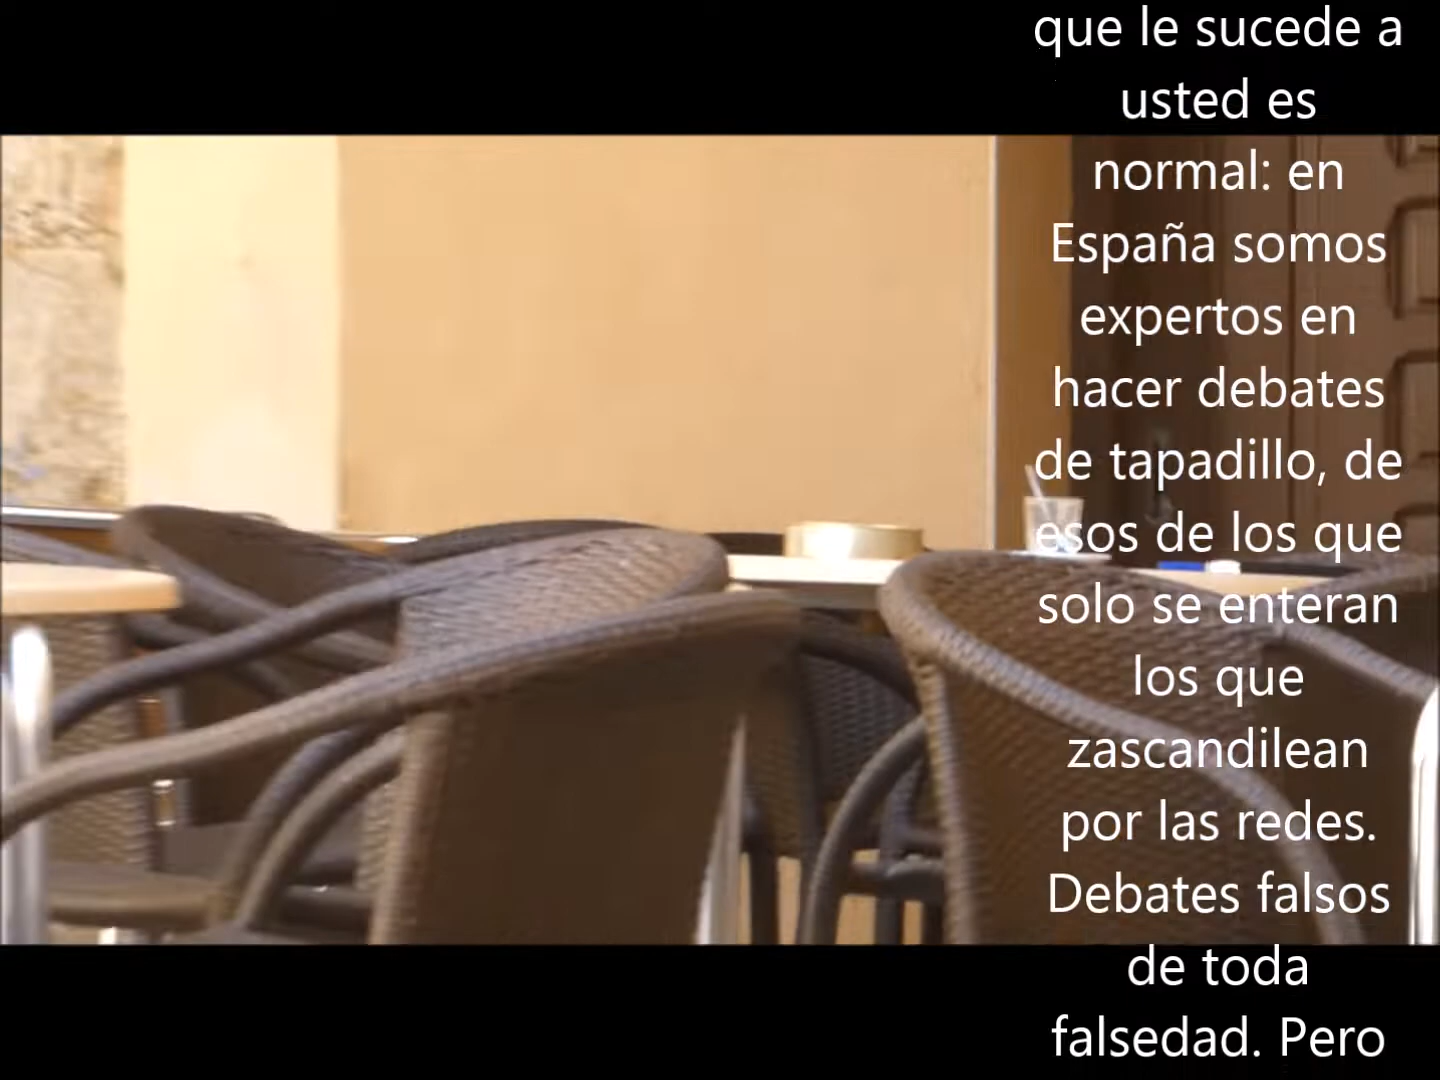 que le sucede a
usted es
normal: en
España somos
expertos en
hacer debates
de tapadillo, de
esos de los que
solo se enteran
los que
zascandilean
por las redes.
Debates falsos
de toda
falsedad. Pero